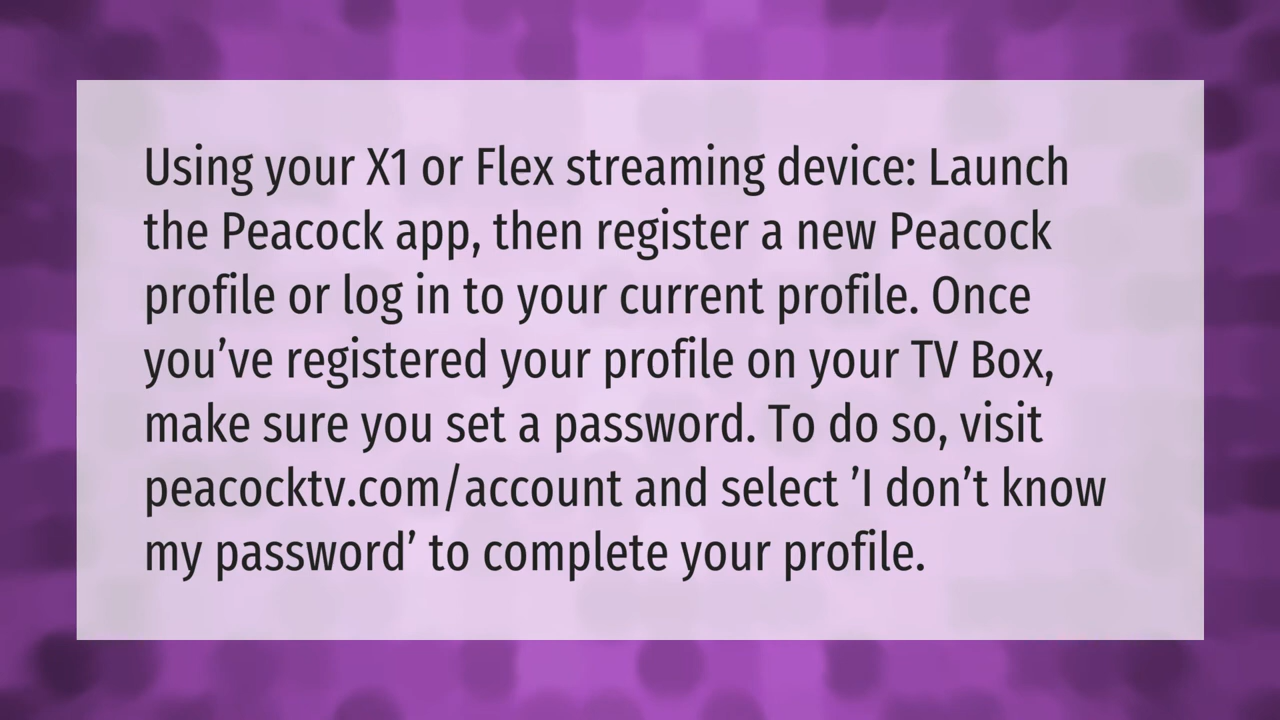 Using your X1 or Flex streaming device: Launch
the Peacock app, then register a new Peacock
profile or log in to your current profile. Once
you’ve registered your profile on your TV Box,
make sure you set a password. To do so, visit
peacocktv.com/account and select ’I don’t know
my password’ to complete your profile.